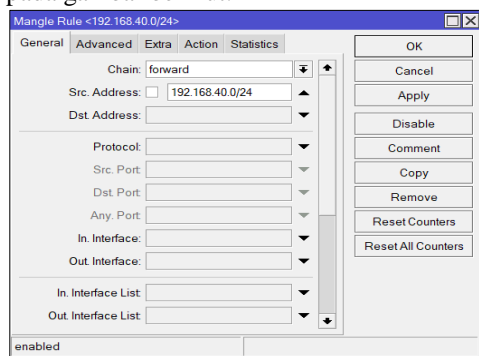 Mangle Rule <192.168.40.0/24>
General Advanced Extra Action Statistics
Chain: forward
Src. Address: 192.168.40.0/24
Dst. Address:
Protocol:
Src. Port:
Dst. Port:
Any. Port:
In. Interface:
Out. Interface:
In. Interface List:
Out. Interface List:
OK
Cancel
Apply
Disable
Comment
Copy
Remove
Reset Counters
Reset All Counters
enabled